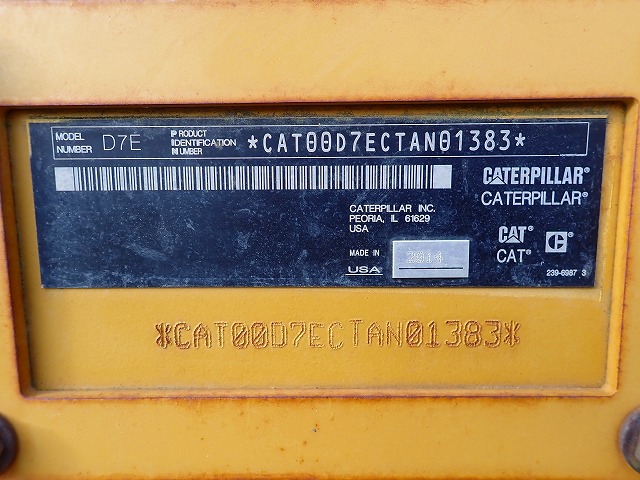 MODEL NUMBER D7E PRODUCT IDENTIFICATION NUMBER *CAT00D7ECTAN01383*
CATERPILLAR®
CATERPILLAR®
CATERPILLAR INC.
PEORIA, IL 61629
USA
CAT® C®
CAT®
MADE IN USA 2014
239-6987 3
*CAT00D7ECTAN01383*